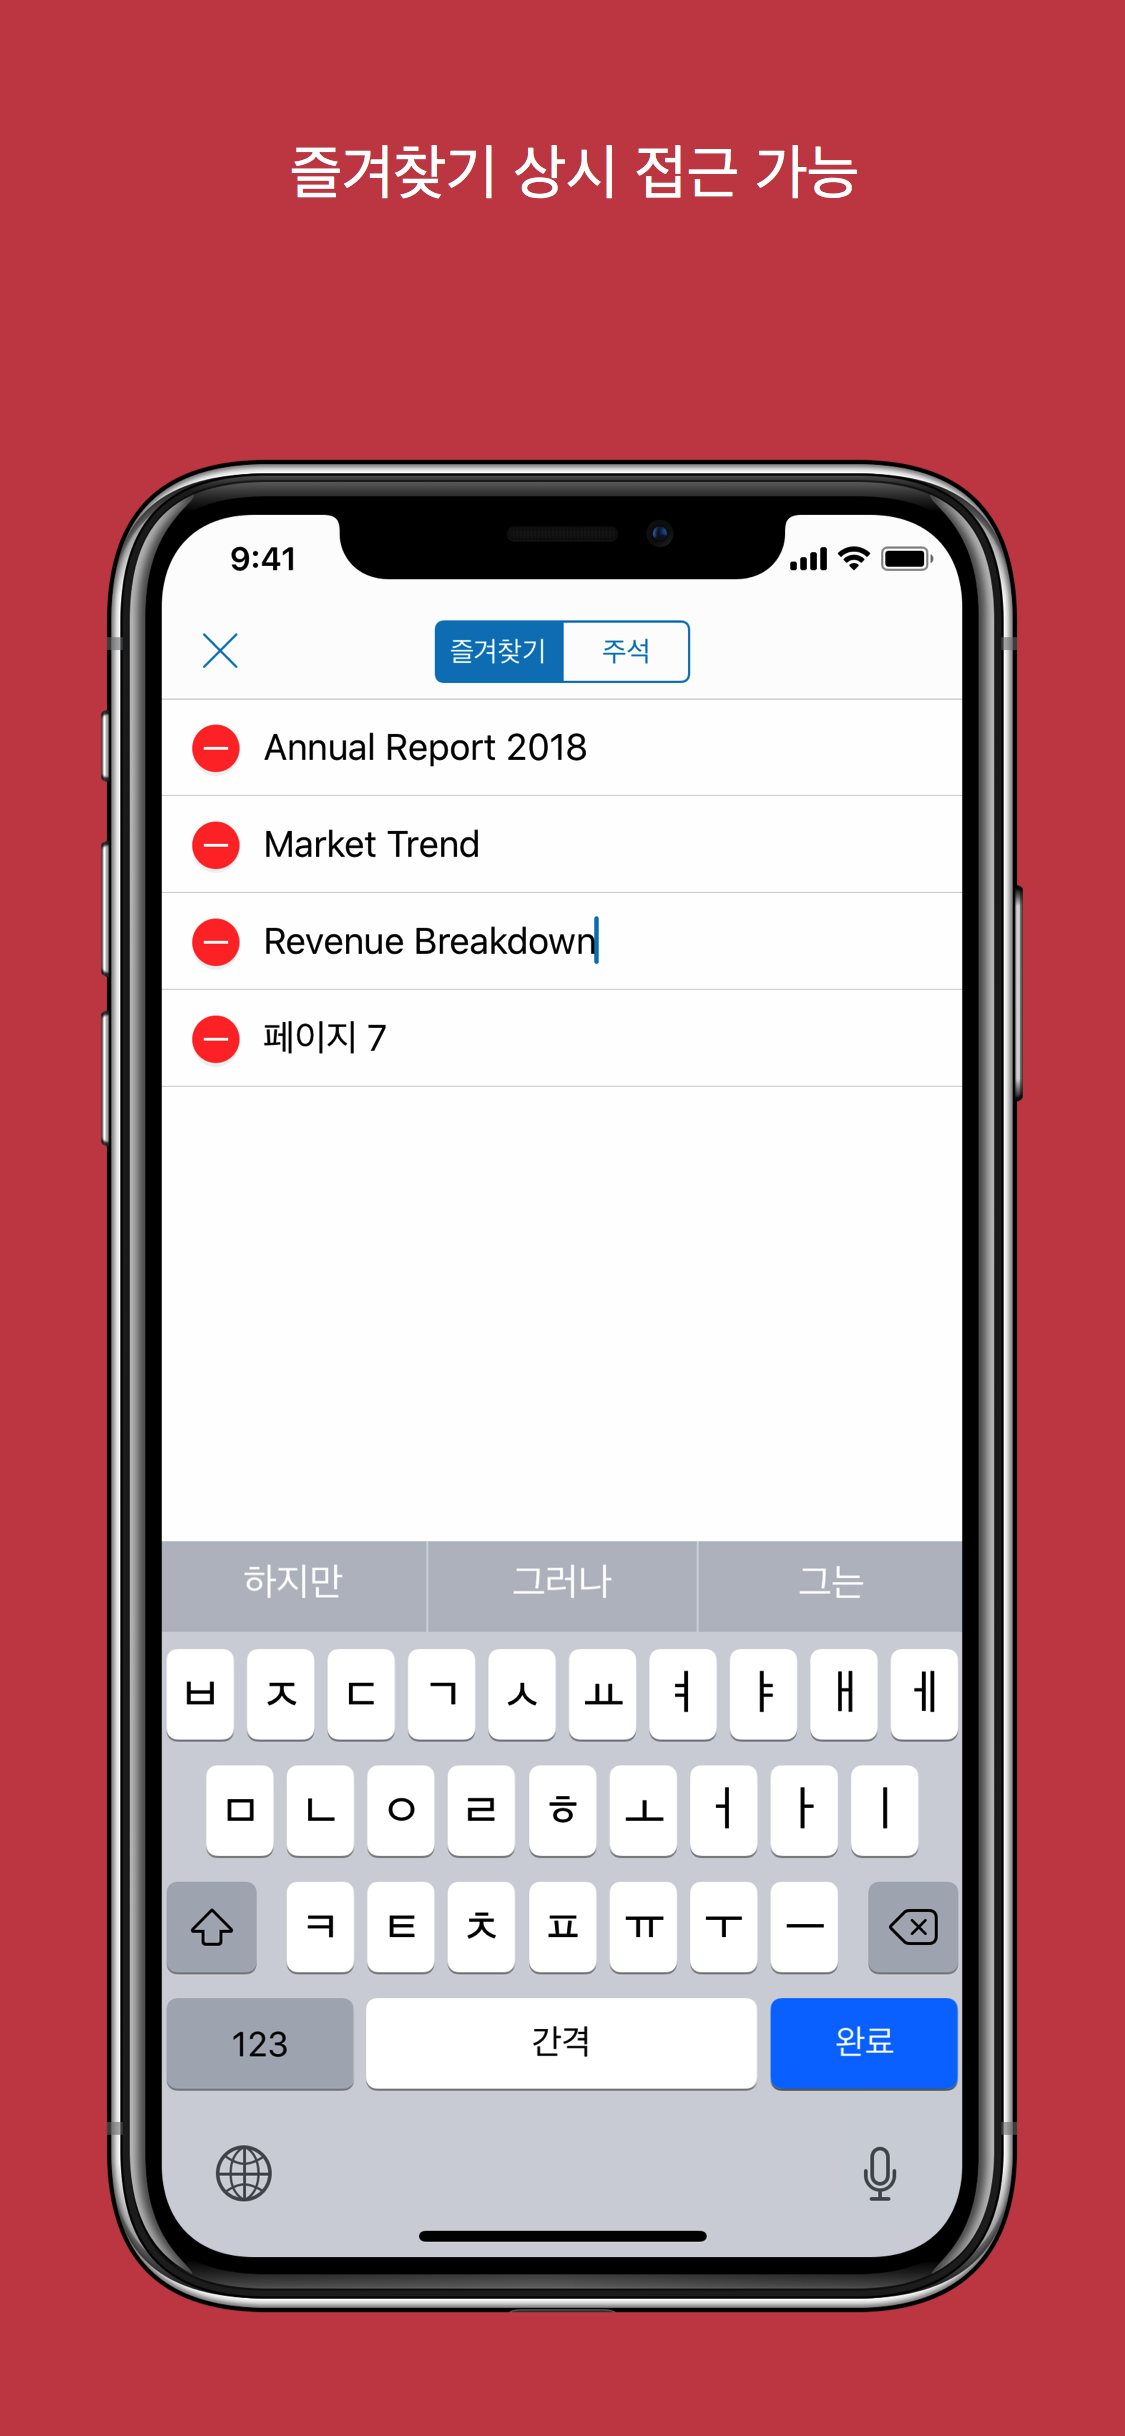 즐겨찾기 상시 접근 가능
9:41
즐겨찾기 주석
Annual Report 2018
Market Trend
Revenue Breakdown
페이지 7
하지만 그러나 그는
ㅂ ㅈ ㄷ ㄱ ㅅ ㅛ ㅕ ㅑ ㅐ ㅔ
ㅁ ㄴ ㅇ ㄹ ㅎ ㅗ ㅓ ㅏ ㅣ
ㅋ ㅌ ㅊ ㅍ ㅠ ㅜ ㅡ
123 간격 완료